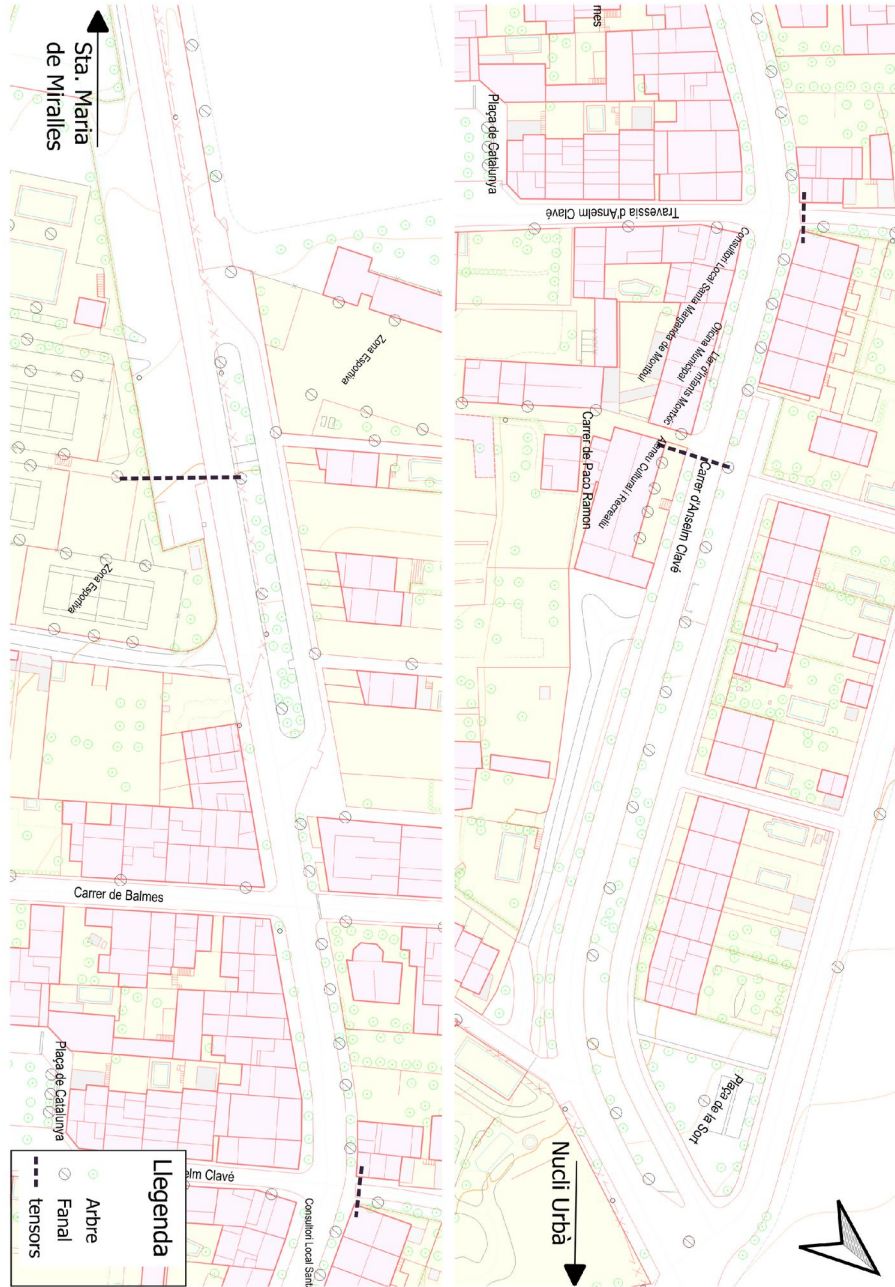 Sta. Maria
de Miralles
Zona Esportiva
Zona Esportiva
Carrer de Balmes
Plaça de Catalunya
elm Clavé
Consultori Local Sant
Llegenda
Arbre
Fanal
tensors
mes
Plaça de Catalunya
Travessia d'Anselm Clavé
Consultori Local Santa Margarida de Montbui
Oficina Municipal
Llar d'Infants Montóc
Ateneu Cultural i Recreatiu
Carrer de Paco Ramon
Carrer d'Anselm Clavé
Plaça de la Sort
Nucli Urbà